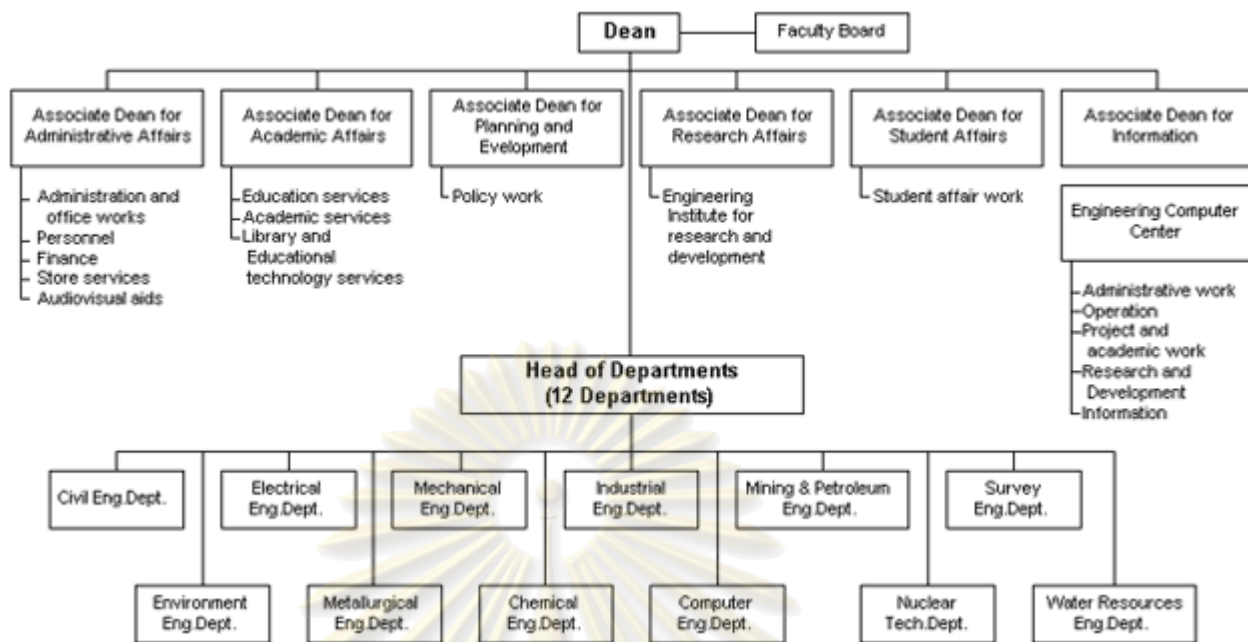 Dean
Faculty Board
Associate Dean for
Administrative Affairs
Administration and
office works
Personnel
Finance
Store services
Audiovisual aids
Associate Dean for
Academic Affairs
Education services
Academic services
Library and
Educational
technology services
Associate Dean for
Planning and
Evelopment
Policy work
Associate Dean for
Research Affairs
Engineering
Institute for
research and
development
Associate Dean for
Student Affairs
Student affair work
Associate Dean for
Information
Engineering Computer
Center
Administrative work
Operation
Project and
academic work
Research and
Development
Information
Head of Departments
(12 Departments)
Civil Eng.Dept.
Electrical
Eng.Dept.
Mechanical
Eng.Dept.
Industrial
Eng.Dept.
Mining & Petroleum
Eng.Dept.
Survey
Eng.Dept.
Environment
Eng.Dept.
Metallurgical
Eng.Dept.
Chemical
Eng.Dept.
Computer
Eng.Dept.
Nuclear
Tech.Dept.
Water Resources
Eng.Dept.